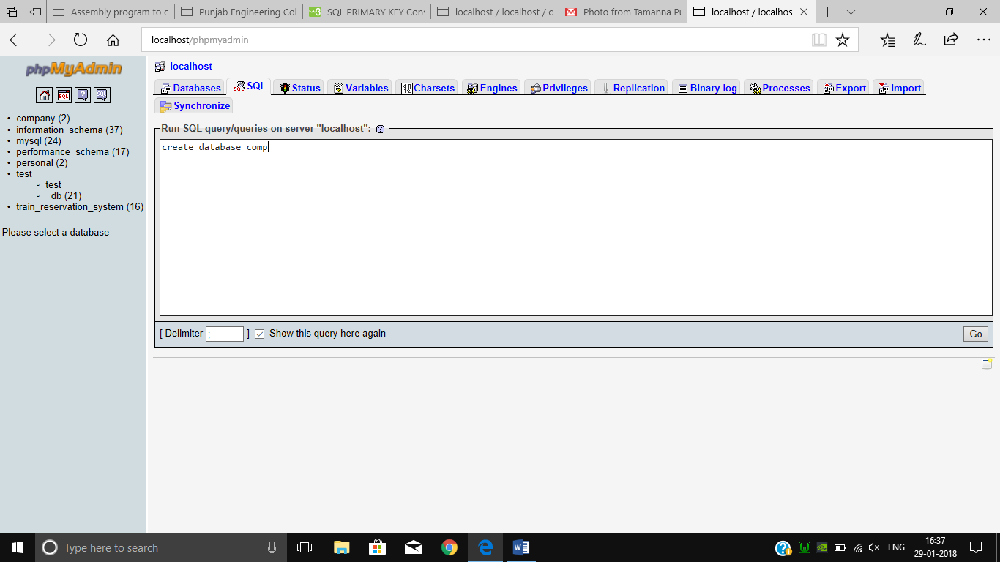 Assembly program to c
Punjab Engineering Col
w3 SQL PRIMARY KEY Cons
localhost / localhost / c
Photo from Tamanna Pu
localhost / localhos
localhost/phpmyadmin
phpMyAdmin
SQL
company (2)
information_schema (37)
mysql (24)
performance_schema (17)
personal (2)
test
test
_db (21)
train_reservation_system (16)
Please select a database
localhost
Databases SQL Status Variables Charsets Engines Privileges Replication Binary log Processes Export Import
Synchronize
Run SQL query/queries on server "localhost":
create database comp
[ Delimiter ; ] Show this query here again Go
Type here to search
ENG
16:37
29-01-2018